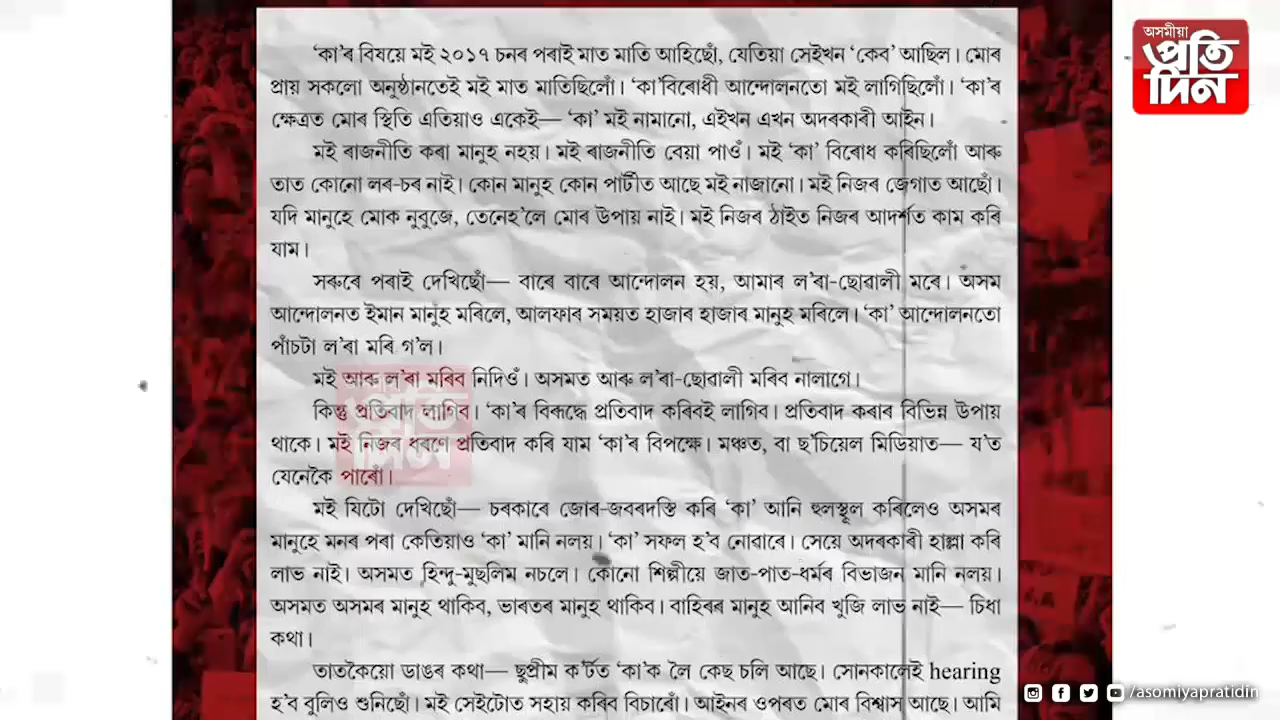 অসমীয়া
প্ৰতি
দিন
‘কা’ৰ বিষয়ে মই ২০১৭ চনৰ পৰাই মাত মাতি আহিছোঁ, যেতিয়া সেইখন ‘কেব’ আছিল। মোৰ
প্ৰায় সকলো অনুষ্ঠানতেই মই মাত মাতিছিলোঁ। ‘কা’বিৰোধী আন্দোলনতো মই লাগিছিলোঁ। ‘কা’ৰ
ক্ষেত্ৰত মোৰ স্থিতি এতিয়াও একেই— ‘কা’ মই নামানো, এইখন এখন অদৰকাৰী আইন।
মই ৰাজনীতি কৰা মানুহ নহয়। মই ৰাজনীতি বেয়া পাওঁ। মই ‘কা’ বিৰোধ কৰিছিলোঁ আৰু
তাত কোনো লৰ-চৰ নাই। কোন মানুহ কোন পাৰ্টীত আছে মই নাজানো। মই নিজৰ জেগাত আছোঁ।
যদি মানুহে মোক নুবুজে, তেনেহ’লে মোৰ উপায় নাই। মই নিজৰ ঠাইত নিজৰ আদৰ্শত কাম কৰি
যাম।
সৰুৰে পৰাই দেখিছোঁ— বাৰে বাৰে আন্দোলন হয়, আমাৰ ল’ৰা-ছোৱালী মৰে। অসম
আন্দোলনত ইমান মানুহ মৰিলে, আলফাৰ সময়ত হাজাৰ হাজাৰ মানুহ মৰিলে। ‘কা’ আন্দোলনতো
পাঁচটা ল’ৰা মৰি গ’ল।
মই আৰু ল’ৰা মৰিব নিদিওঁ। অসমত আৰু ল’ৰা-ছোৱালী মৰিব নালাগে।
কিন্তু প্ৰতিবাদ লাগিব। ‘কা’ৰ বিৰূদ্ধে প্ৰতিবাদ কৰিবই লাগিব। প্ৰতিবাদ কৰাৰ বিভিন্ন উপায়
থাকে। মই নিজৰ ধৰণে প্ৰতিবাদ কৰি যাম ‘কা’ৰ বিপক্ষে। মঞ্চত, বা ছ’চিয়েল মিডিয়াত— য’ত
যেনেকৈ পাৰোঁ।
মই যিটো দেখিছোঁ— চৰকাৰে জোৰ-জবৰদস্তি কৰি ‘কা’ আনি হুলস্থূল কৰিলেও অসমৰ
মানুহে মনৰ পৰা কেতিয়াও ‘কা’ মানি নলয়। ‘কা’ সফল হ’ব নোৱাৰে। সেয়ে অদৰকাৰী হাল্লা কৰি
লাভ নাই। অসমত হিন্দু-মুছলিম নচলে। কোনো শিল্পীয়ে জাত-পাত-ধৰ্মৰ বিভাজন মানি নলয়।
অসমত অসমৰ মানুহ থাকিব, ভাৰতৰ মানুহ থাকিব। বাহিৰৰ মানুহ আনিব খুজি লাভ নাই— চিধা
কথা।
তাতকৈয়ো ডাঙৰ কথা— ছুপ্ৰীম ক’ৰ্টত ‘কা’ক লৈ কেছ চলি আছে। সোনকালেই hearing
হ’ব বুলিও শুনিছোঁ। মই সেইটোত সহায় কৰিব বিচাৰোঁ। আইনৰ ওপৰত মোৰ বিশ্বাস আছে। আমি
/asomiyapratidin